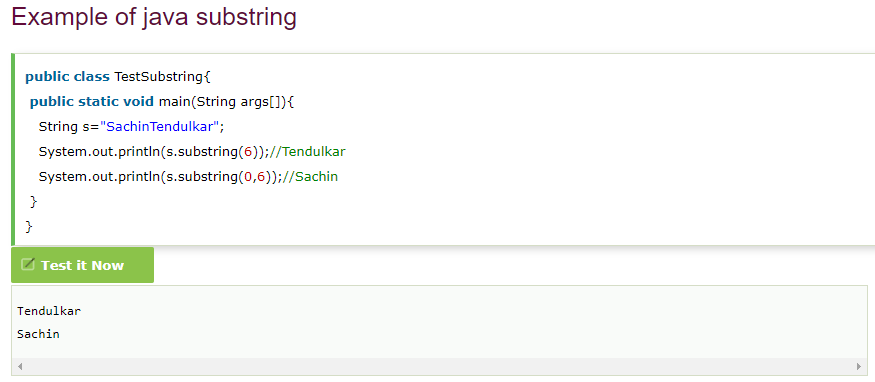 Example of java substring
public class TestSubstring{
public static void main(String args[]){
String s="SachinTendulkar";
System.out.println(s.substring(6));//Tendulkar
System.out.println(s.substring(0,6));//Sachin
}
}
Test it Now
Tendulkar
Sachin